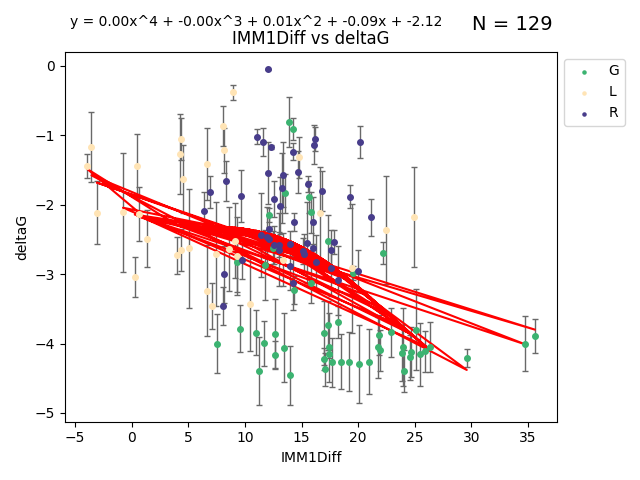 y = 0.00x^4 + -0.00x^3 + 0.01x^2 + -0.09x + -2.12
N = 129
IMM1Diff vs deltaG
G
L
R
0
−1
−2
−3
−4
−5
deltaG
−5 0 5 10 15 20 25 30 35
IMM1Diff